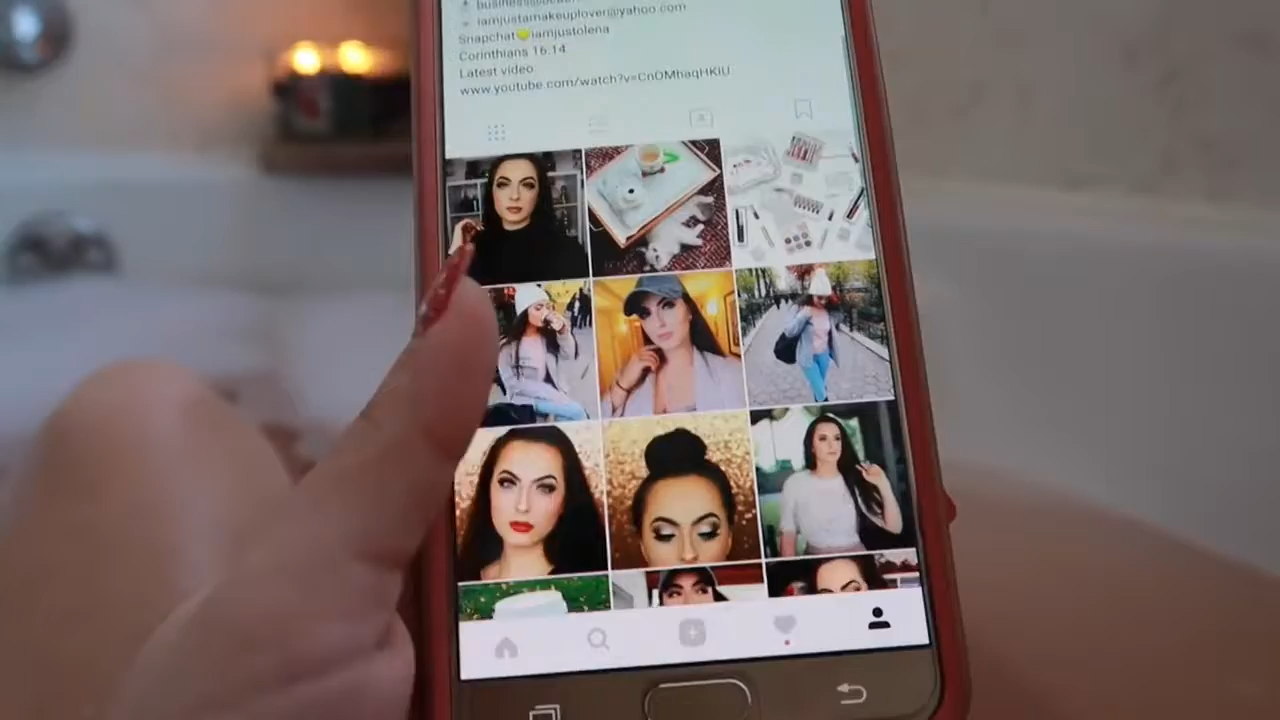 iamjustamakeuplover@yahoo.com
Snapchat💛iamjustolena
Corinthians 16.14
Latest video:
www.youtube.com/watch?v=CnOMhaqHKiU